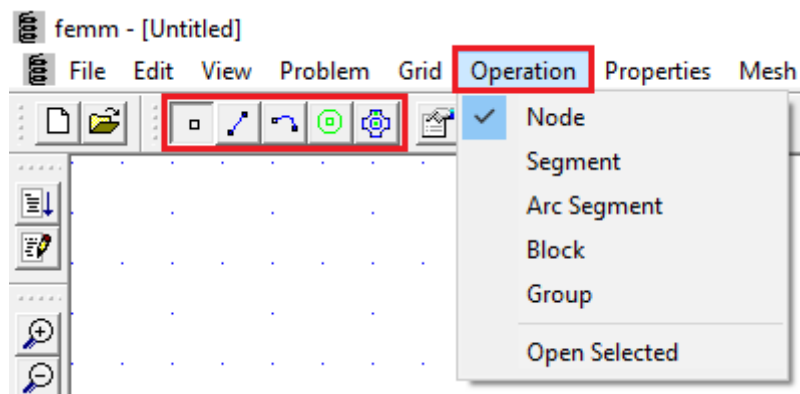 femm - [Untitled]
File Edit View Problem Grid Operation Properties Mesh
Node
Segment
Arc Segment
Block
Group
Open Selected